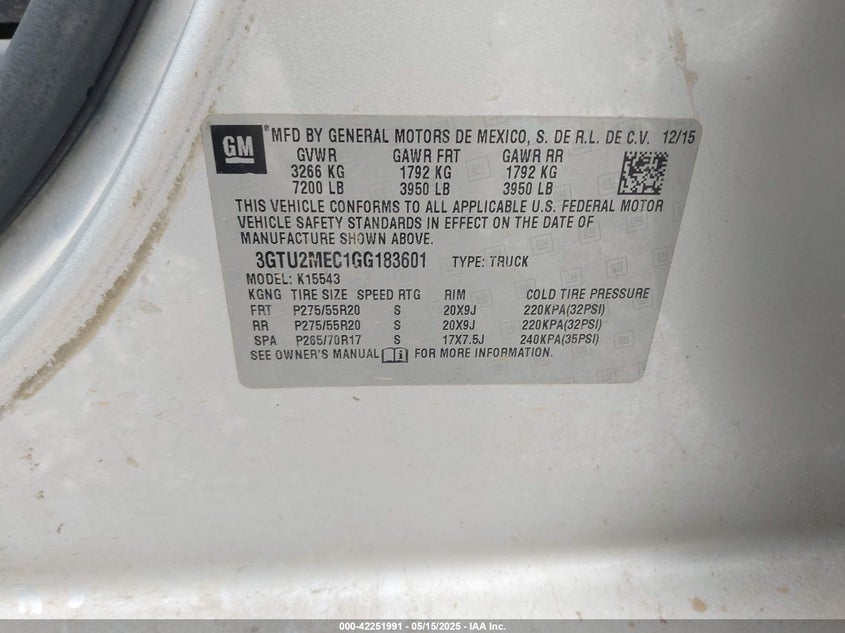 GM ® MFD BY GENERAL MOTORS DE MEXICO, S. DE R.L. DE C.V. 12/15
GVWR GAWR FRT GAWR RR
3266 KG 1792 KG 1792 KG
7200 LB 3950 LB 3950 LB
THIS VEHICLE CONFORMS TO ALL APPLICABLE U.S. FEDERAL MOTOR
VEHICLE SAFETY STANDARDS IN EFFECT ON THE DATE OF
MANUFACTURE SHOWN ABOVE.
3GTU2MEC1GG183601 TYPE: TRUCK
MODEL: K15543
KGNG TIRE SIZE SPEED RTG RIM COLD TIRE PRESSURE
FRT P275/55R20 S 20X9J 220KPA(32PSI)
RR P275/55R20 S 20X9J 220KPA(32PSI)
SPA P265/70R17 S 17X7.5J 240KPA(35PSI)
SEE OWNER'S MANUAL FOR MORE INFORMATION.
000-42251991 - 05/15/2025 - IAA Inc.